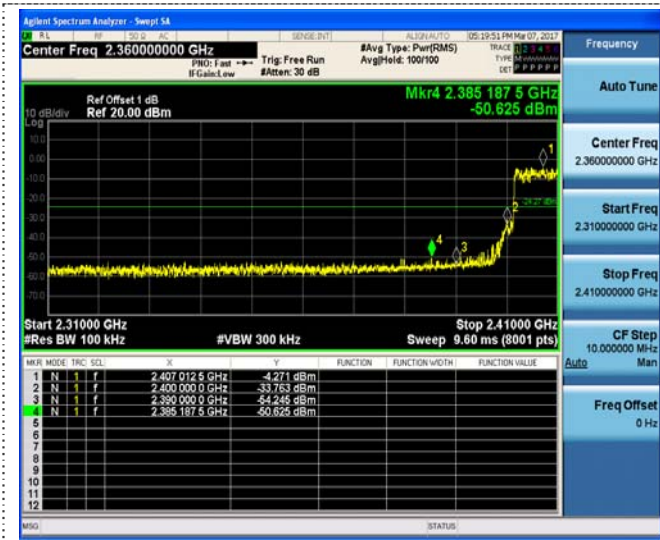 Agilent Spectrum Analyzer - Swept SA
RL RF 50 Ω AC SENSE:INT ALIGNAUTO 05:19:51 PM Mar 07, 2017
Center Freq 2.360000000 GHz
PNO: Fast
IFGain:Low
Trig: Free Run
#Atten: 30 dB
#Avg Type: Pwr(RMS)
Avg|Hold: 100/100
TRACE 1 2 3 4 5 6
TYPE MWWWWW
DET P P P P P P
Frequency
Auto Tune
Center Freq
2.360000000 GHz
Start Freq
2.310000000 GHz
Stop Freq
2.410000000 GHz
CF Step
10.000000 MHz
Auto Man
Freq Offset
0 Hz
Mkr4 2.385 187 5 GHz
-50.625 dBm
Ref Offset 1 dB
10 dB/div Ref 20.00 dBm
Log
10.0
0.00
-10.0
-20.0
-30.0
-40.0
-50.0
-60.0
-70.0
1
-24.27 dBm
2
4
3
Start 2.31000 GHz Stop 2.41000 GHz
#Res BW 100 kHz #VBW 300 kHz Sweep 9.60 ms (8001 pts)
MKR MODE TRC SCL X Y FUNCTION FUNCTION WIDTH FUNCTION VALUE
1 N 1 f 2.407 012 5 GHz -4.271 dBm
2 N 1 f 2.400 000 0 GHz -33.763 dBm
3 N 1 f 2.390 000 0 GHz -54.245 dBm
4 N 1 f 2.385 187 5 GHz -50.625 dBm
5
6
7
8
9
10
11
12
MSG STATUS